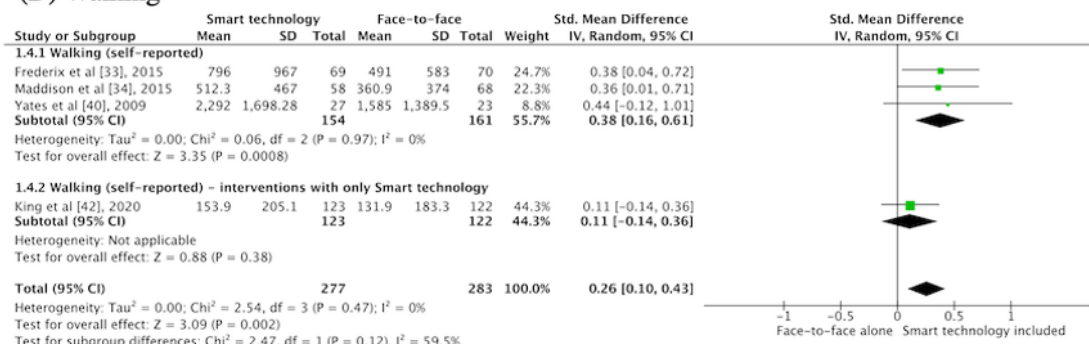 Smart technology Face-to-face Std. Mean Difference Std. Mean Difference
Study or Subgroup Mean SD Total Mean SD Total Weight IV, Random, 95% CI IV, Random, 95% CI
1.4.1 Walking (self-reported)
Frederix et al [33], 2015 796 967 69 491 583 70 24.7% 0.38 [0.04, 0.72]
Maddison et al [34], 2015 512.3 467 58 360.9 374 68 22.3% 0.36 [0.01, 0.71]
Yates et al [40], 2009 2,292 1,698.28 27 1,585 1,389.5 23 8.8% 0.44 [-0.12, 1.01]
Subtotal (95% CI) 154 161 55.7% 0.38 [0.16, 0.61]
Heterogeneity: Tau² = 0.00; Chi² = 0.06, df = 2 (P = 0.97); I² = 0%
Test for overall effect: Z = 3.35 (P = 0.0008)
1.4.2 Walking (self-reported) – interventions with only Smart technology
King et al [42], 2020 153.9 205.1 123 131.9 183.3 122 44.3% 0.11 [-0.14, 0.36]
Subtotal (95% CI) 123 122 44.3% 0.11 [-0.14, 0.36]
Heterogeneity: Not applicable
Test for overall effect: Z = 0.88 (P = 0.38)
Total (95% CI) 277 283 100.0% 0.26 [0.10, 0.43]
Heterogeneity: Tau² = 0.00; Chi² = 2.54, df = 3 (P = 0.47); I² = 0%
Test for overall effect: Z = 3.09 (P = 0.002)
Test for subgroup differences: Chi² = 2.47, df = 1 (P = 0.12), I² = 59.5%
-1 -0.5 0 0.5 1
Face-to-face alone Smart technology included